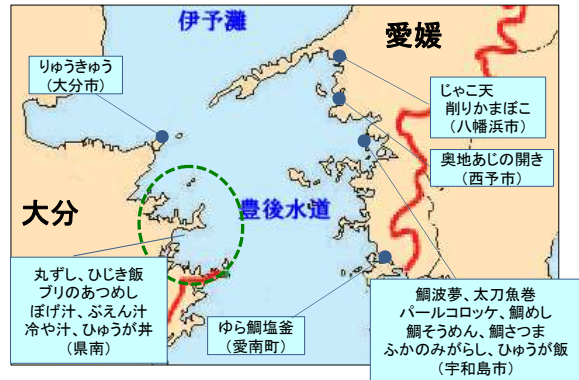 伊予灘
愛媛
りゅうきゅう
（大分市）
じゃこ天
削りかまぼこ
（八幡浜市）
奥地あじの開き
（西予市）
大分
豊後水道
丸ずし、ひじき飯
ブリのあつめし
ぼげ汁、ぶえん汁
冷や汁、ひゅうが丼
（県南）
ゆら鯛塩釜
（愛南町）
鯛波夢、太刀魚巻
パールコロッケ、鯛めし
鯛そうめん、鯛さつま
ふかのみがらし、ひゅうが飯
（宇和島市）